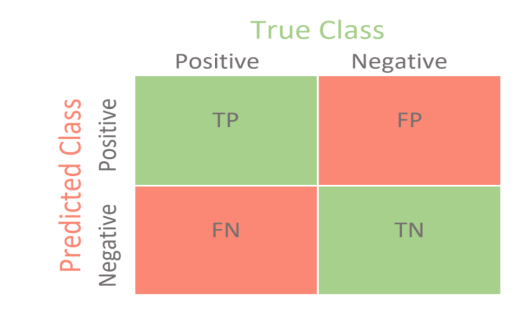 True Class
Positive Negative
Predicted Class
Positive
TP FP
Negative
FN TN